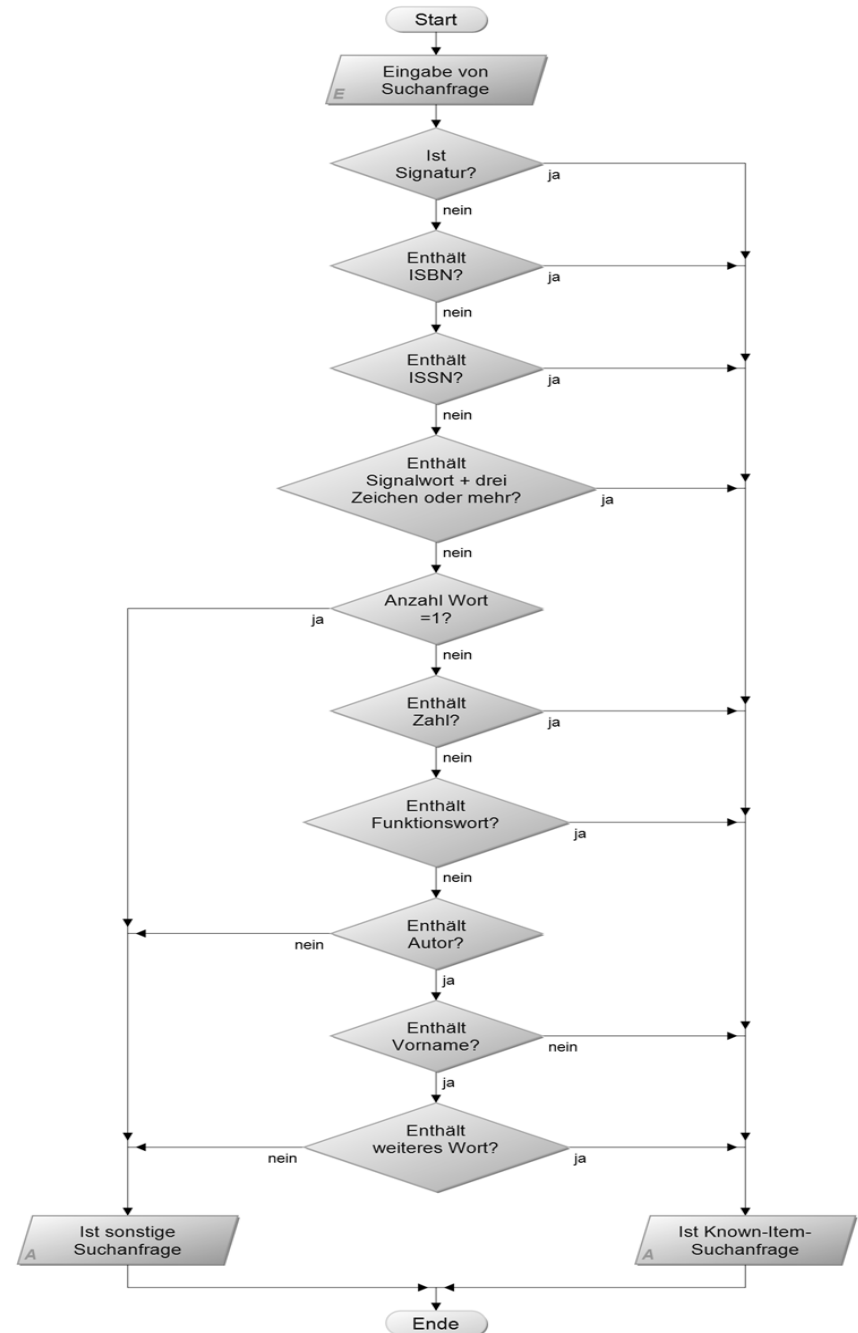 Start
Eingabe von
Suchanfrage
E
Ist
Signatur?
ja
nein
Enthält
ISBN?
ja
nein
Enthält
ISSN?
ja
nein
Enthält
Signalwort + drei
Zeichen oder mehr?
ja
nein
Anzahl Wort
=1?
ja
nein
Enthält
Zahl?
ja
nein
Enthält
Funktionswort?
ja
nein
Enthält
Autor?
nein
ja
Enthält
Vorname?
nein
ja
Enthält
weiteres Wort?
nein
ja
Ist sonstige
Suchanfrage
A
Ist Known-Item-
Suchanfrage
A
Ende